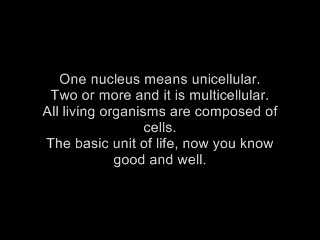 One nucleus means unicellular.
Two or more and it is multicellular.
All living organisms are composed of
cells.
The basic unit of life, now you know
good and well.